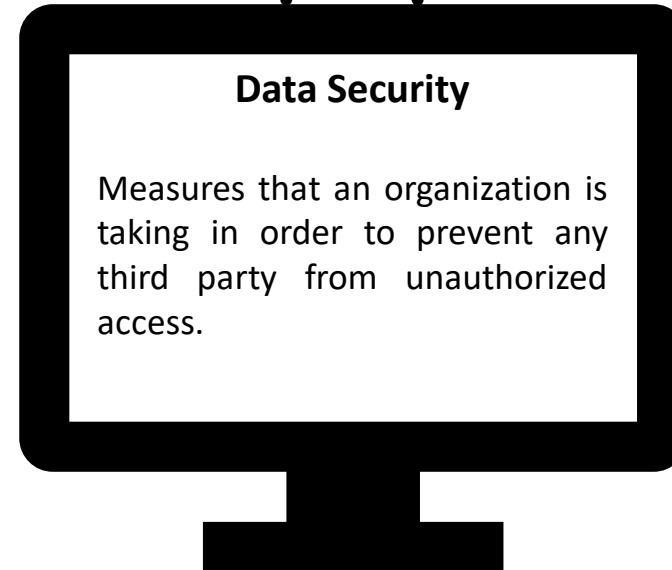 Data Security
Measures that an organization is
taking in order to prevent any
third party from unauthorized
access.